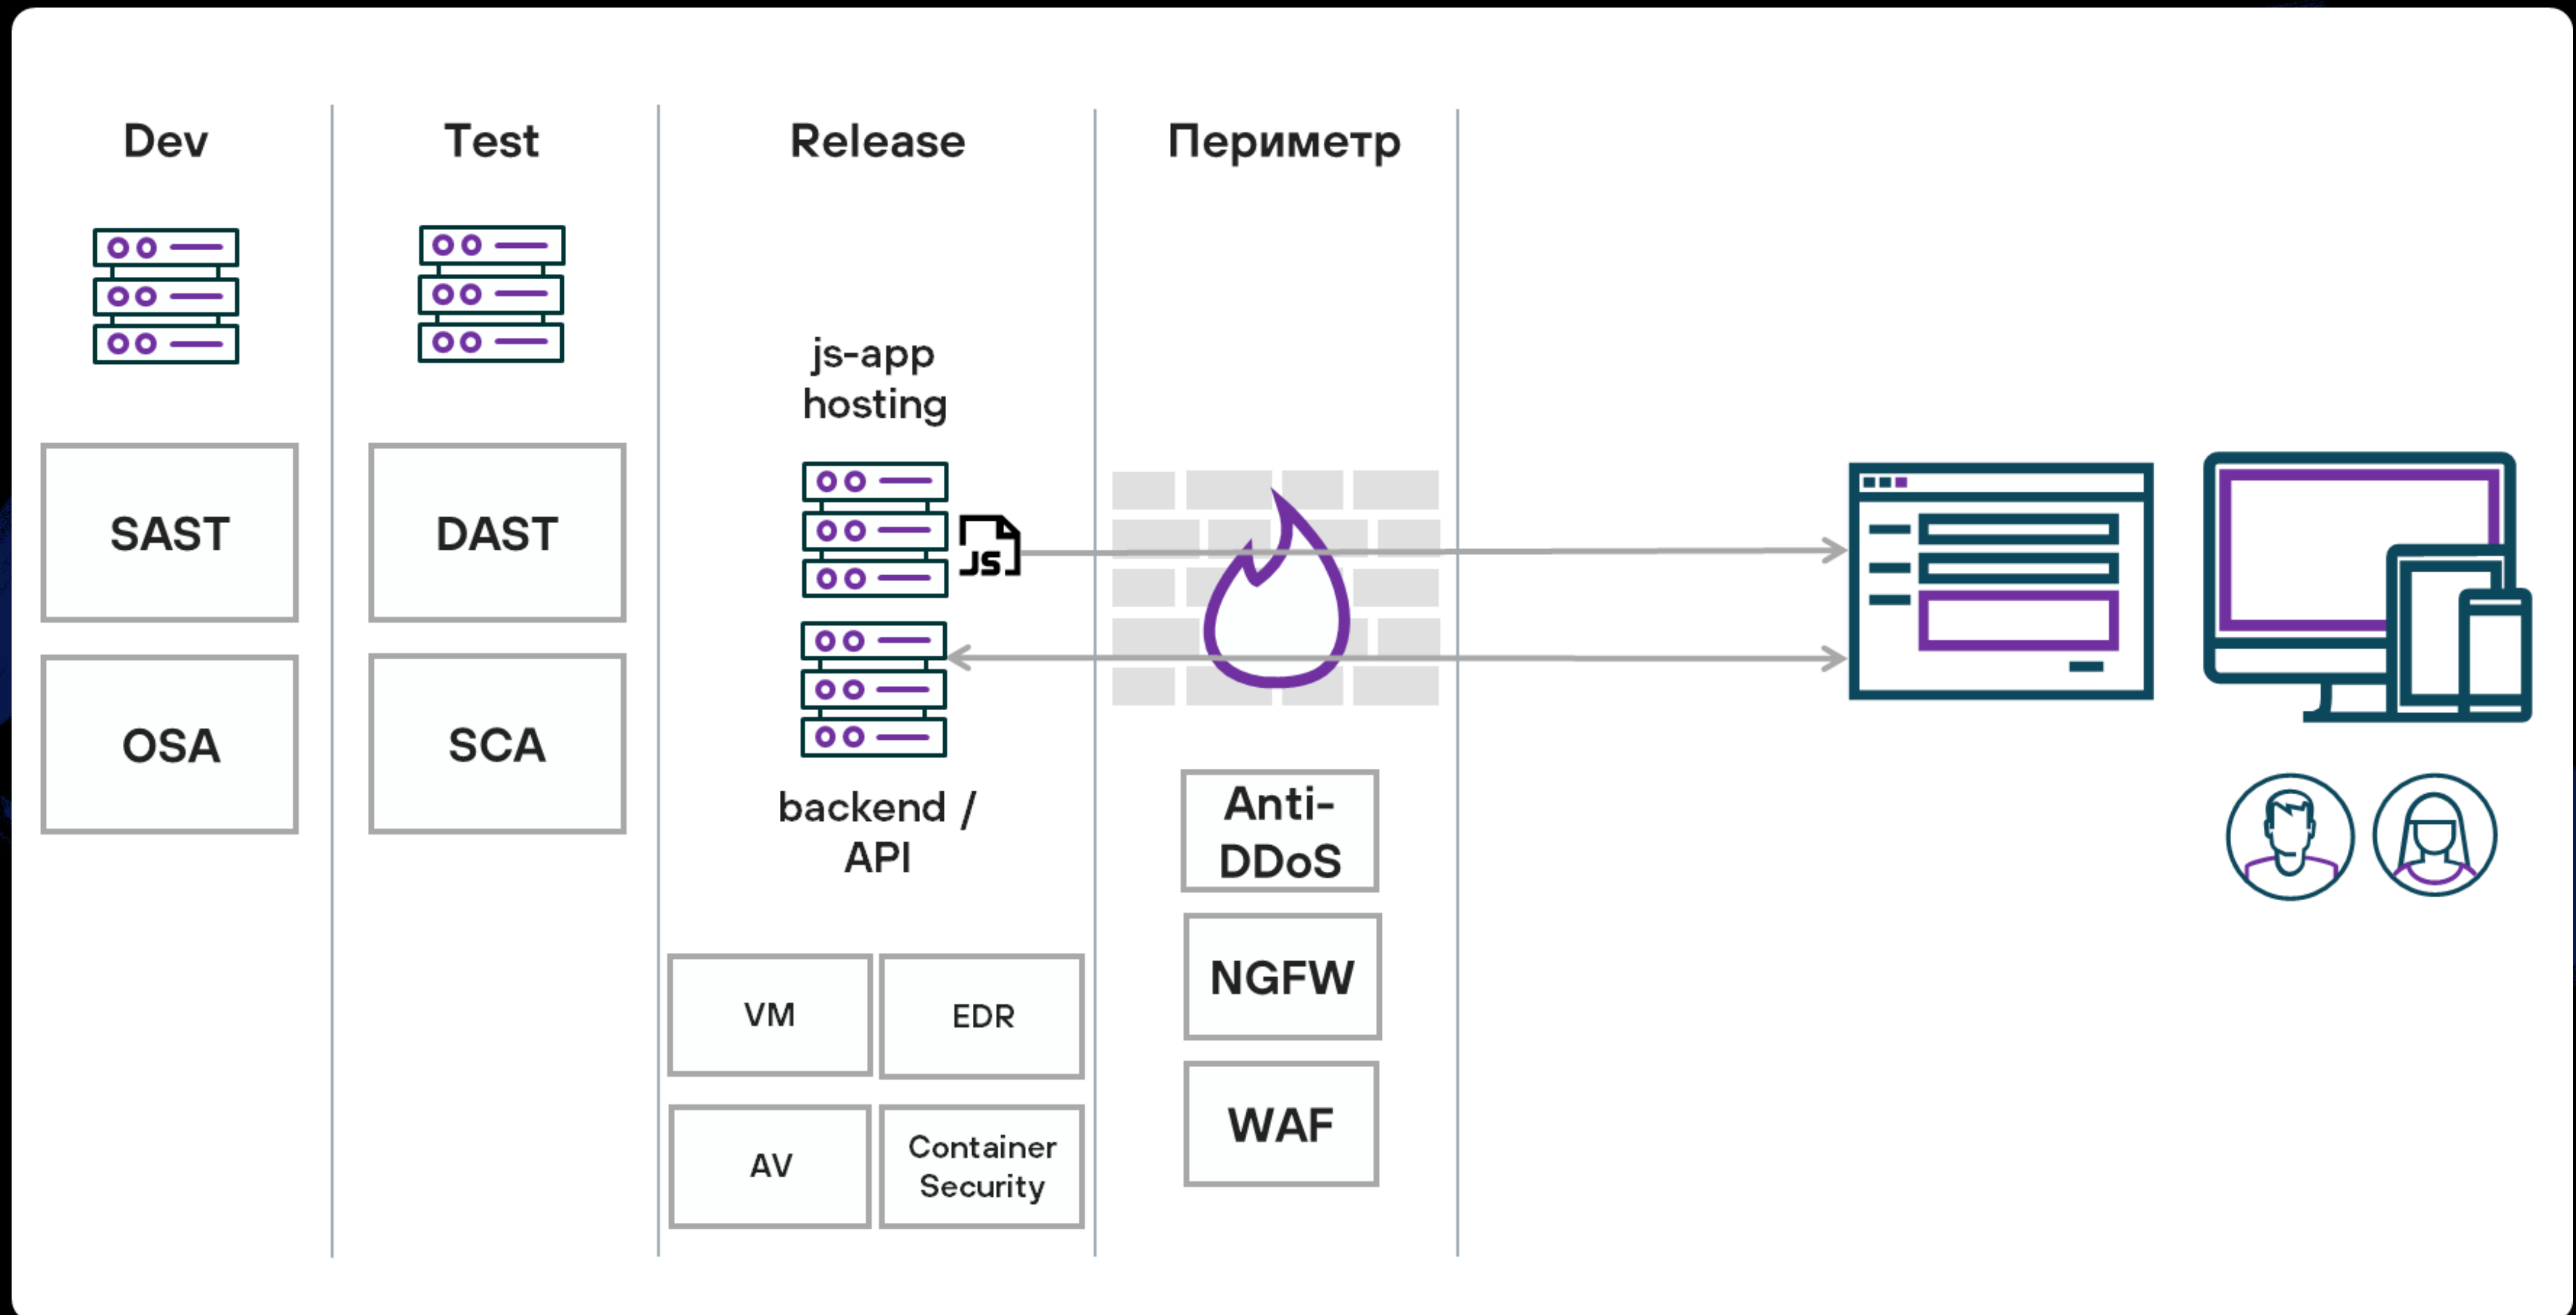 Dev
Test
Release
Периметр
js-app
hosting
JS
SAST
DAST
OSA
SCA
backend /
API
Anti-
DDoS
NGFW
WAF
VM
EDR
AV
Container
Security